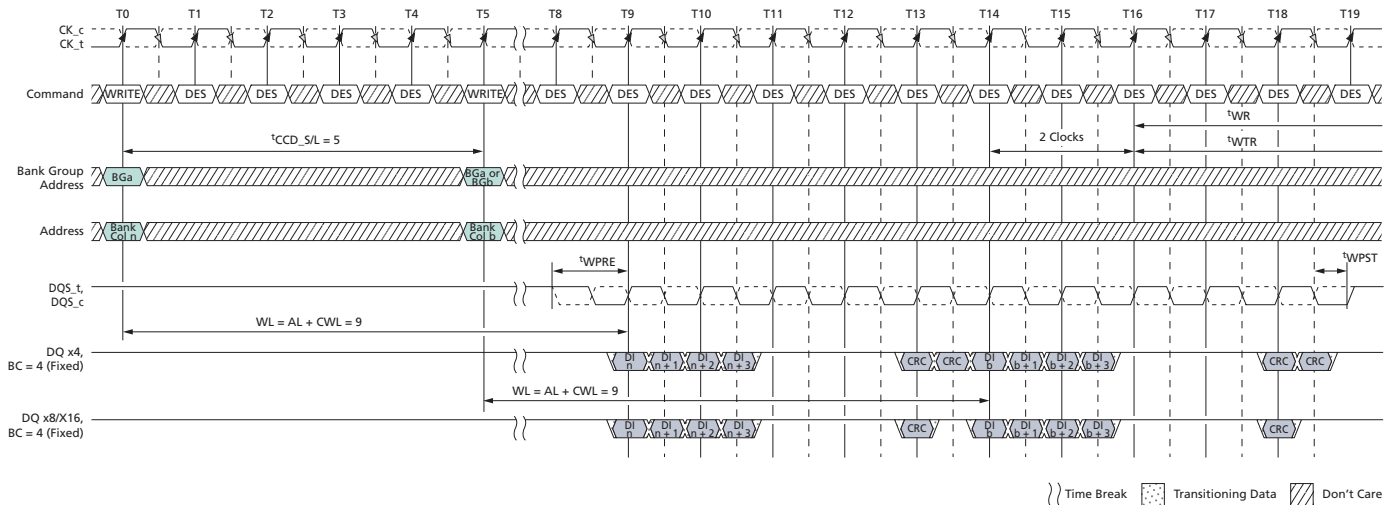 T0 T1 T2 T3 T4 T5 T8 T9 T10 T11 T12 T13 T14 T15 T16 T17 T18 T19
CK_c
CK_t
Command WRITE DES DES DES DES WRITE DES DES DES DES DES DES DES DES DES DES DES DES
tWR
tCCD_S/L = 5
2 Clocks
tWTR
Bank Group
Address
BGa
BGa or
BGb
Address
Bank
Col n
Bank
Col b
tWPRE
tWPST
DQS_t,
DQS_c
WL = AL + CWL = 9
DQ x4,
BC = 4 (Fixed)
DI
n
DI
n + 1
DI
n + 2
DI
n + 3
CRC
CRC
DI
b
DI
b + 1
DI
b + 2
DI
b + 3
CRC
CRC
WL = AL + CWL = 9
DQ x8/X16,
BC = 4 (Fixed)
DI
n
DI
n + 1
DI
n + 2
DI
n + 3
CRC
DI
b
DI
b + 1
DI
b + 2
DI
b + 3
CRC
Time Break
Transitioning Data
Don't Care